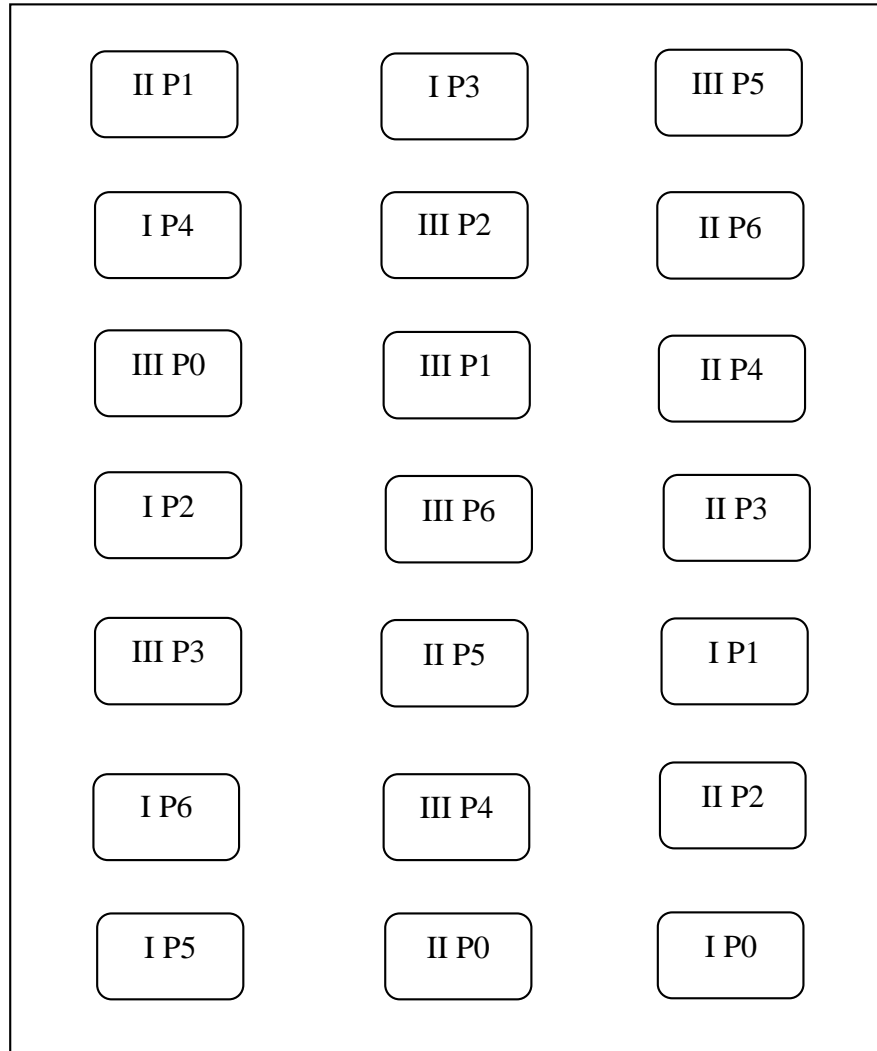 II P1
I P3
III P5
I P4
III P2
II P6
III P0
III P1
II P4
I P2
III P6
II P3
III P3
II P5
I P1
I P6
III P4
II P2
I P5
II P0
I P0